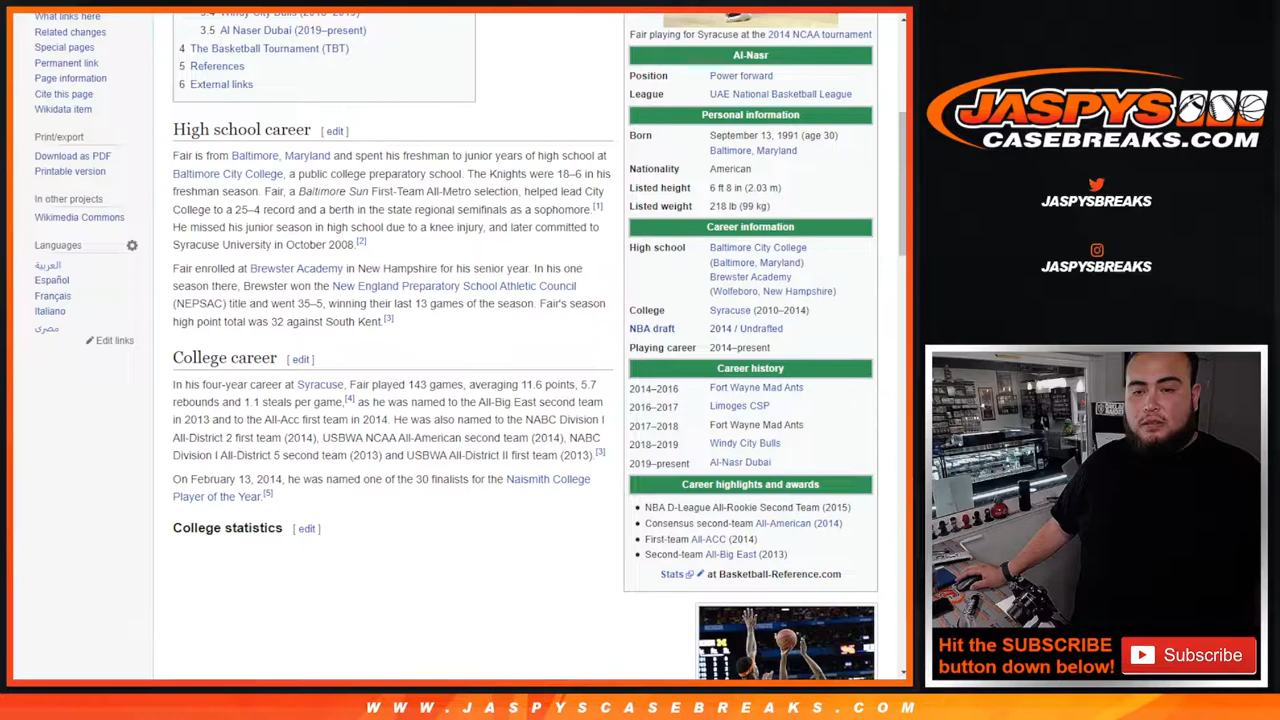 What links here
Related changes
Special pages
Permanent link
Page information
Cite this page
Wikidata item
Print/export
Download as PDF
Printable version
In other projects
Wikimedia Commons
Languages
العربية
Español
Français
Italiano
مصرى
Edit links
3.4 Windy City Bulls (2018–2019)
3.5 Al Naser Dubai (2019–present)
4 The Basketball Tournament (TBT)
5 References
6 External links
High school career [ edit ]
Fair is from Baltimore, Maryland and spent his freshman to junior years of high school at
Baltimore City College, a public college preparatory school. The Knights were 18–6 in his
freshman season. Fair, a Baltimore Sun First-Team All-Metro selection, helped lead City
College to a 25–4 record and a berth in the state regional semifinals as a sophomore.[1]
He missed his junior season in high school due to a knee injury, and later committed to
Syracuse University in October 2008.[2]
Fair enrolled at Brewster Academy in New Hampshire for his senior year. In his one
season there, Brewer won the New England Preparatory School Athletic Council
(NEPSAC) title and went 35–5, winning their last 13 games of the season. Fair's season
high point total was 32 against South Kent.[3]
College career [ edit ]
In his four-year career at Syracuse, Fair played 143 games, averaging 11.6 points, 5.7
rebounds and 1.1 steals per game,[4] as he was named to the All-Big East second team
in 2013 and to the All-Acc first team in 2014. He was also named to the NABC Division I
All-District 2 first team (2014), USBWA NCAA All-American second team (2014), NABC
Division I All-District 5 second team (2013) and USBWA All-District II first team (2013).[3]
On February 13, 2014, he was named one of the 30 finalists for the Naismith College
Player of the Year.[5]
College statistics [ edit ]
Fair playing for Syracuse at the 2014 NCAA tournament
Al-Nasr
Position Power forward
League UAE National Basketball League
Personal information
Born September 13, 1991 (age 30)
Baltimore, Maryland
Nationality American
Listed height 6 ft 8 in (2.03 m)
Listed weight 218 lb (99 kg)
Career information
High school Baltimore City College
(Baltimore, Maryland)
Brewster Academy
(Wolfeboro, New Hampshire)
College Syracuse (2010–2014)
NBA draft 2014 / Undrafted
Playing career 2014–present
Career history
2014–2016 Fort Wayne Mad Ants
2016–2017 Limoges CSP
2017–2018 Fort Wayne Mad Ants
2018–2019 Windy City Bulls
2019–present Al-Nasr Dubai
Career highlights and awards
• NBA D-League All-Rookie Second Team (2015)
• Consensus second-team All-American (2014)
• First-team All-ACC (2014)
• Second-team All-Big East (2013)
Stats at Basketball-Reference.com
JASPYS
CASEBREAKS.COM
JASPYSBREAKS
JASPYSBREAKS
Hit the SUBSCRIBE
button down below!
Subscribe
WWW.JASPYSCASEBREAKS.COM